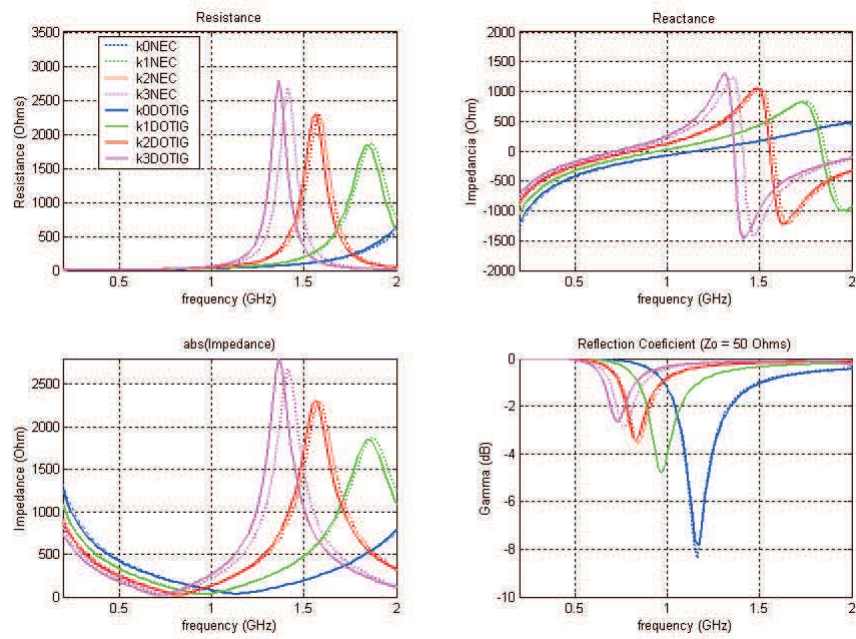 Resistance
3500
3000
2500
2000
1500
1000
500
0
Resistance (Ohms)
k0NEC
k1NEC
k2NEC
k3NEC
k0DOTIG
k1DOTIG
k2DOTIG
k3DOTIG
0.5
1
1.5
2
frequency (GHz)
Reactance
2000
1500
1000
500
0
-500
-1000
-1500
-2000
Impedancia (Ohm)
0.5
1
1.5
2
frequency (GHz)
abs(Impedance)
2500
2000
1500
1000
500
0
Impedance (Ohm)
0.5
1
1.5
2
frequency (GHz)
Reflection Coeficient (Zo = 50 Ohms)
0
-2
-4
-6
-8
-10
Gamma (dB)
0.5
1
1.5
2
frequency (GHz)